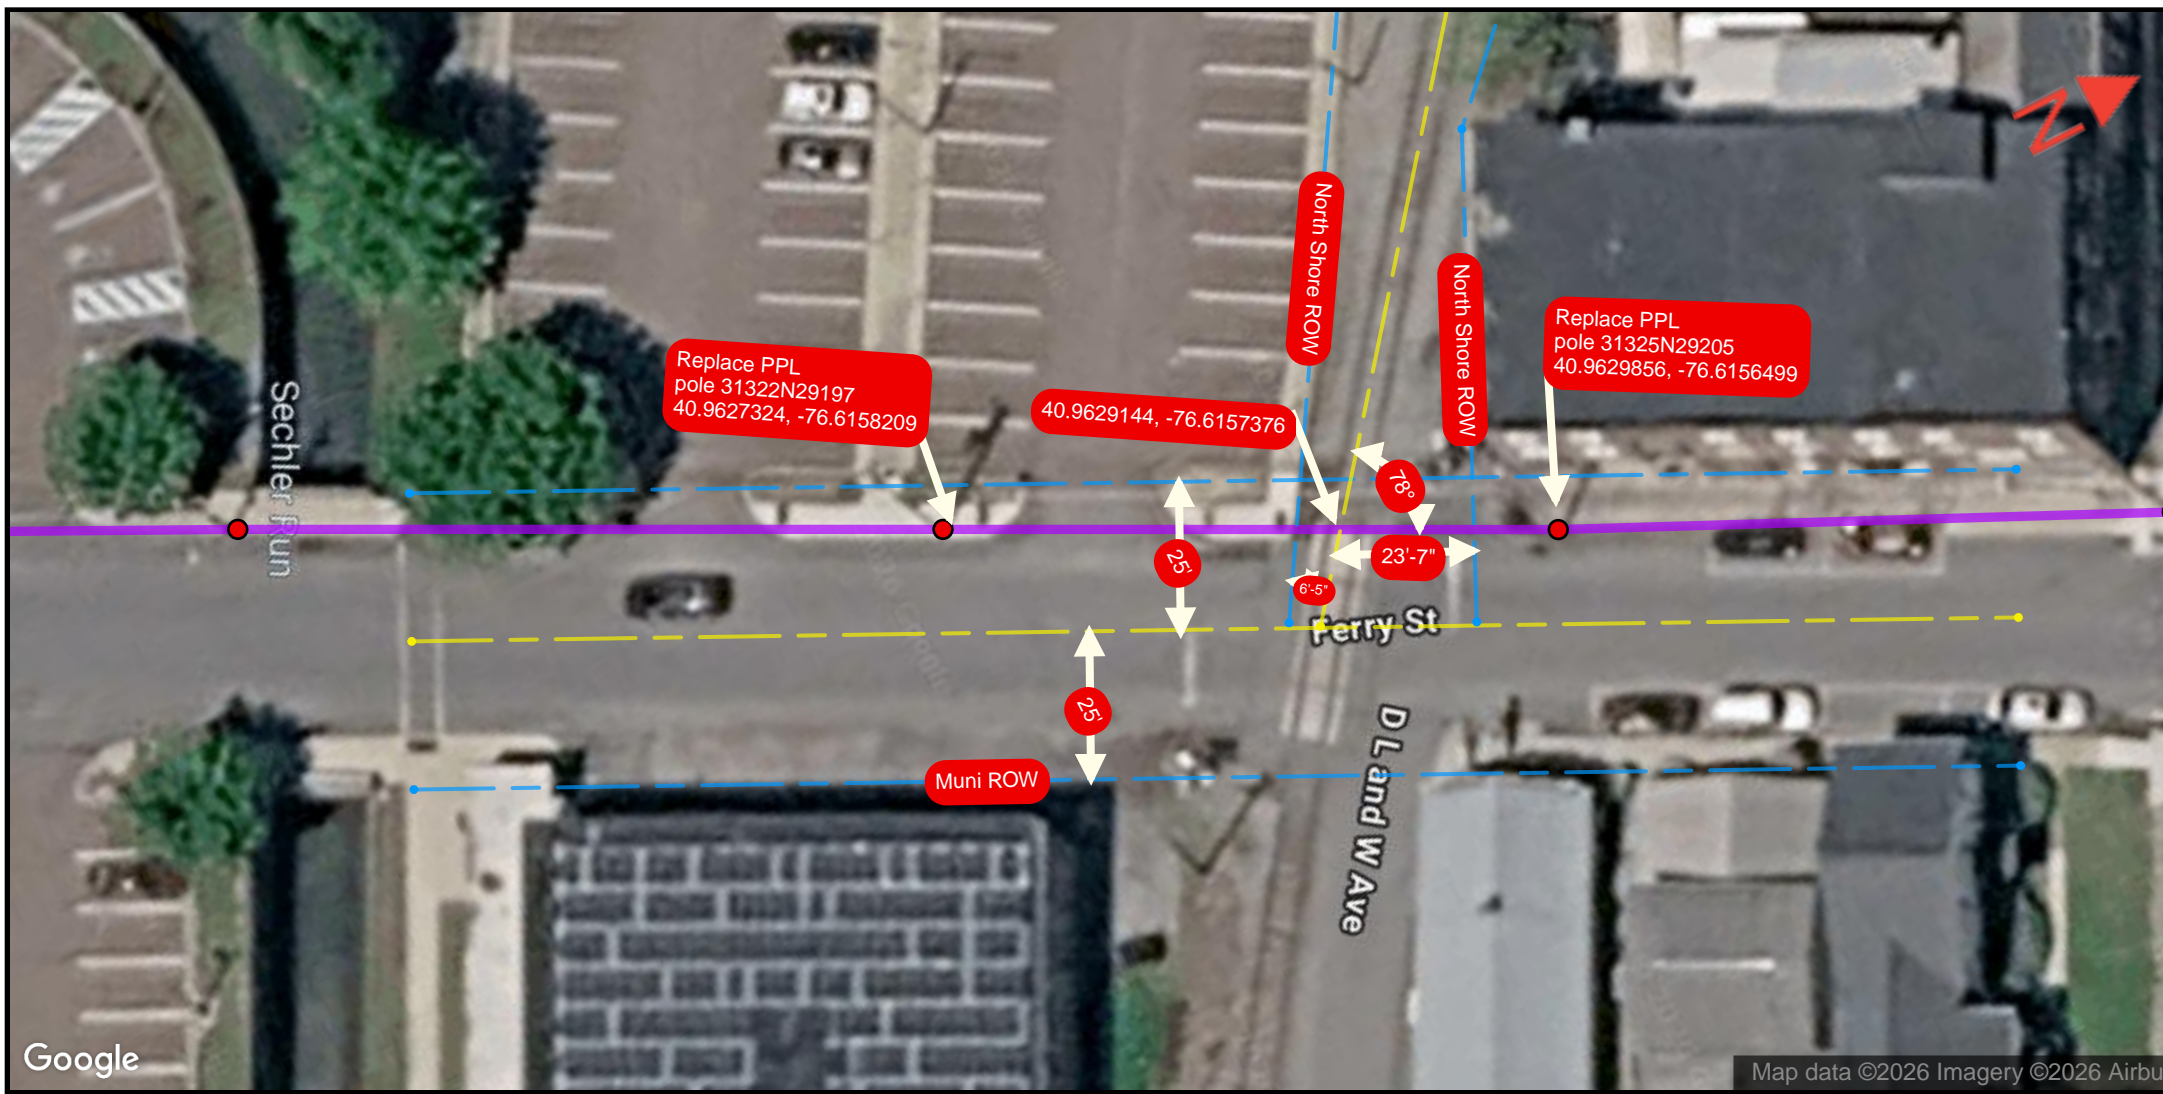 North Shore ROW
North Shore ROW
Replace PPL
pole 31322N29197
40.9627324, -76.6158209
40.9629144, -76.6157376
Replace PPL
pole 31325N29205
40.9629856, -76.6156499
N
78°
23'-7"
6'-5"
25'
25'
Sechler Run
Ferry St
D L and W Ave
Muni ROW
Google
Map data ©2026 Imagery ©2026 Airbu